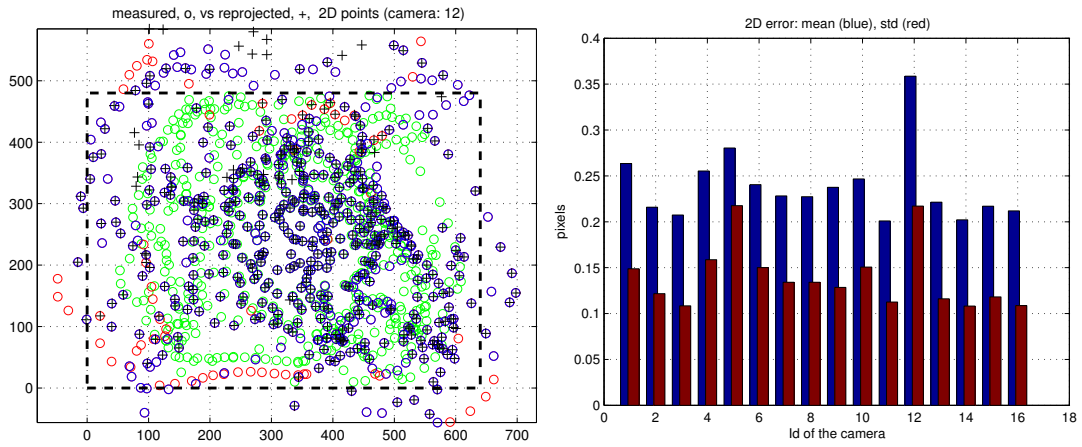 measured, o, vs reprojected, +,  2D points (camera: 12)
500
400
300
200
100
0
0 100 200 300 400 500 600 700
2D error: mean (blue), std (red)
0.4
0.35
0.3
0.25
0.2
0.15
0.1
0.05
0
pixels
0 2 4 6 8 10 12 14 16 18
Id of the camera